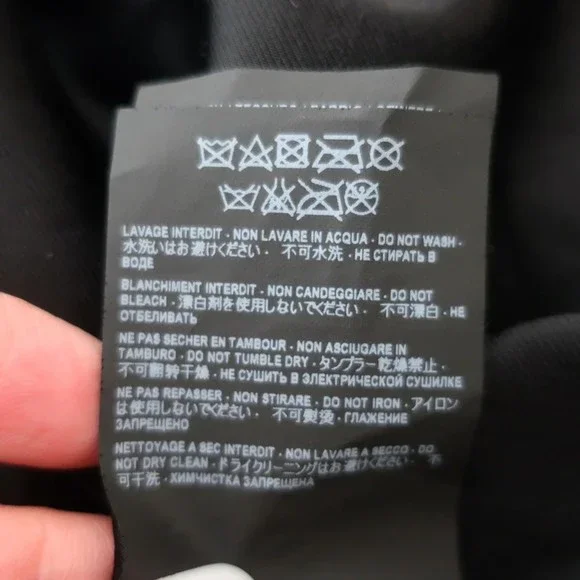 LAVAGE INTERDIT - NON LAVARE IN ACQUA - DO NOT WASH -
水洗いはお避けください - 不可水洗 - НЕ СТИРАТЬ В
ВОДЕ
BLANCHIMENT INTERDIT - NON CANDEGGIARE - DO NOT
BLEACH - 漂白剤を使用しないでください - 不可漂白 - НЕ
ОТБЕЛИВАТЬ
NE PAS SECHER EN TAMBOUR - NON ASCIUGARE IN
TAMBURO - DO NOT TUMBLE DRY - タンブラー乾燥禁止 -
不可翻转干燥 - НЕ СУШИТЬ В ЭЛЕКТРИЧЕСКОЙ СУШИЛКЕ
NE PAS REPASSER - NON STIRARE - DO NOT IRON - アイロン
は使用しないでください - 不可熨烫 - ГЛАЖЕНИЕ
ЗАПРЕЩЕНО
NETTOYAGE A SEC INTERDIT - NON LAVARE A SECCO - DO
NOT DRY CLEAN - ドライクリーニングはお避けください - 不
可干洗 - ХИМЧИСТКА ЗАПРЕЩЕНА